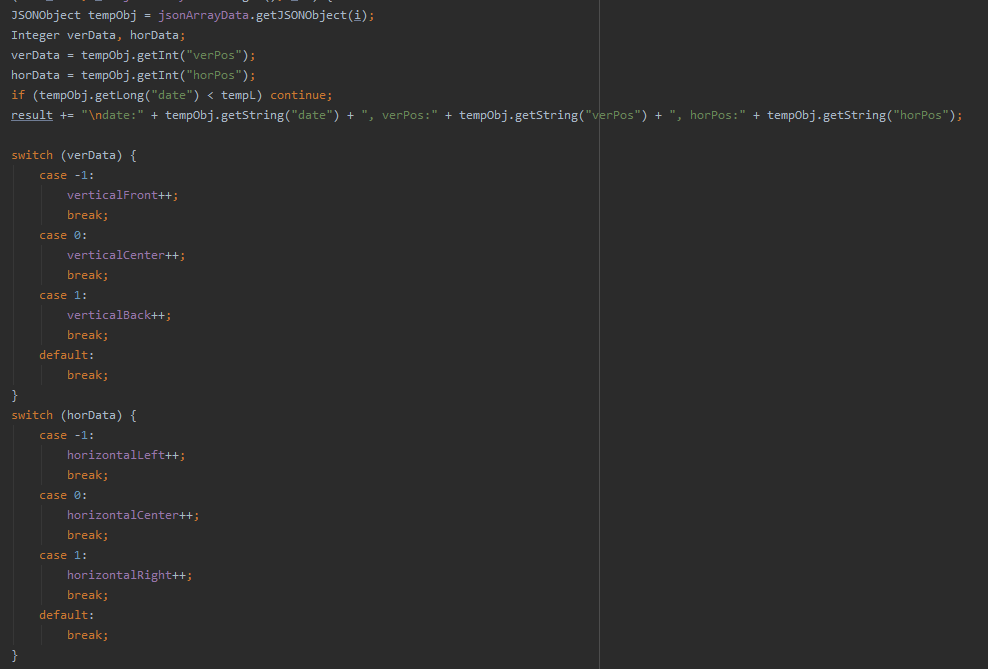 JSONObject tempObj = jsonArrayData.getJSONObject(i);
Integer verData, horData;
verData = tempObj.getInt("verPos");
horData = tempObj.getInt("horPos");
if (tempObj.getLong("date") < tempL) continue;
result += "\ndate:" + tempObj.getString("date") + ", verPos:" + tempObj.getString("verPos") + ", horPos:" + tempObj.getString("horPos");
switch (verData) {
case -1:
verticalFront++;
break;
case 0:
verticalCenter++;
break;
case 1:
verticalBack++;
break;
default:
break;
}
switch (horData) {
case -1:
horizontalLeft++;
break;
case 0:
horizontalCenter++;
break;
case 1:
horizontalRight++;
break;
default:
break;
}